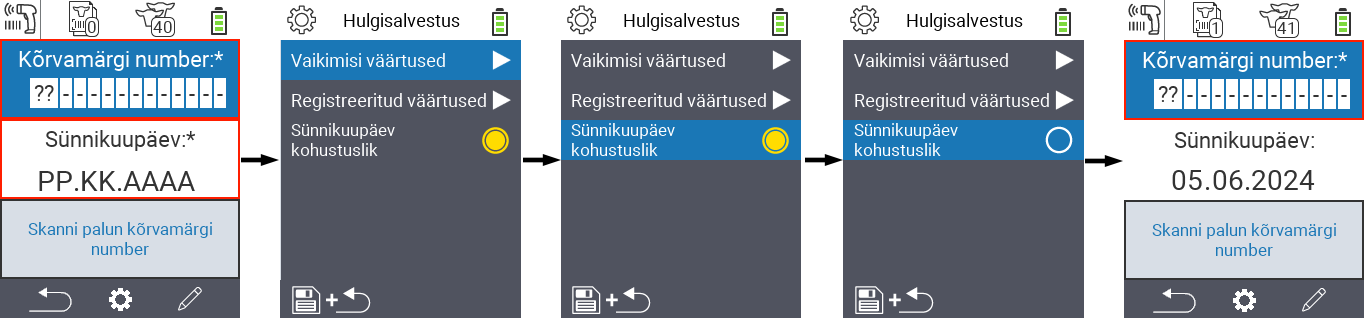 0
40
Kõrvamärgi number:*
??------------
Sünnikuupäev:*
PP.KK.AAAA
Skanni palun kõrvamärgi
number
Hulgisalvestus
Vaikimisi väärtused
Registreeritud väärtused
Sünnikuupäev
kohustuslik
+
Hulgisalvestus
Vaikimisi väärtused
Registreeritud väärtused
Sünnikuupäev
kohustuslik
+
Hulgisalvestus
Vaikimisi väärtused
Registreeritud väärtused
Sünnikuupäev
kohustuslik
+
1
41
Kõrvamärgi number:*
??------------
Sünnikuupäev:
05.06.2024
Skanni palun kõrvamärgi
number